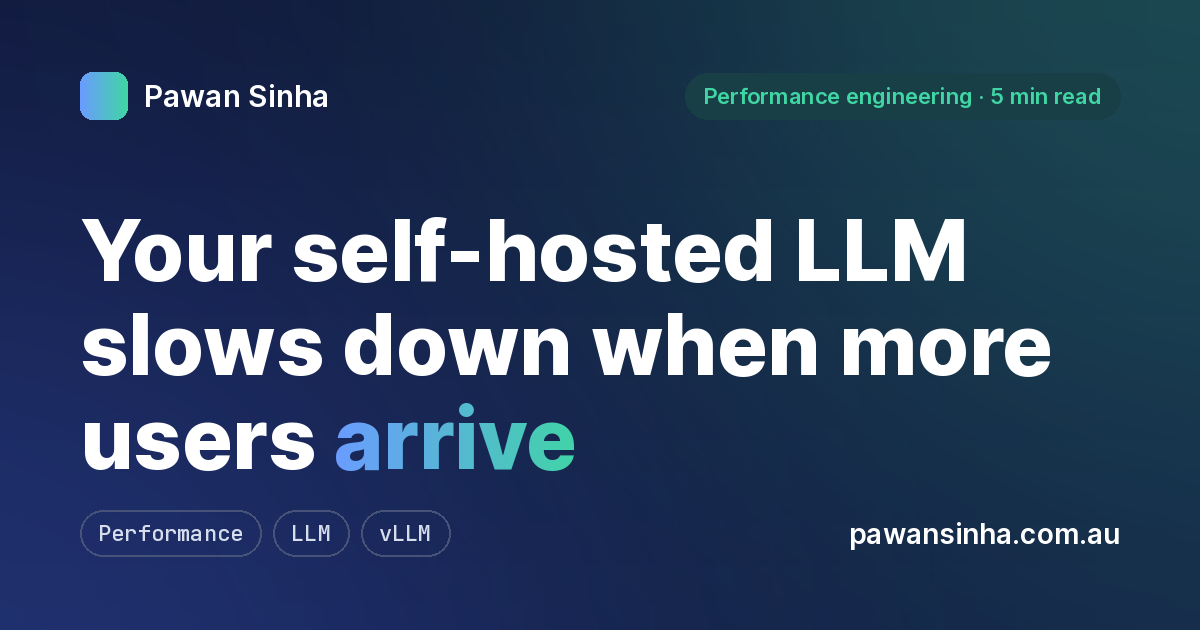 Pawan Sinha
Performance engineering · 5 min read
Your self-hosted LLM
slows down when more
users arrive
Performance
LLM
vLLM
pawansinha.com.au